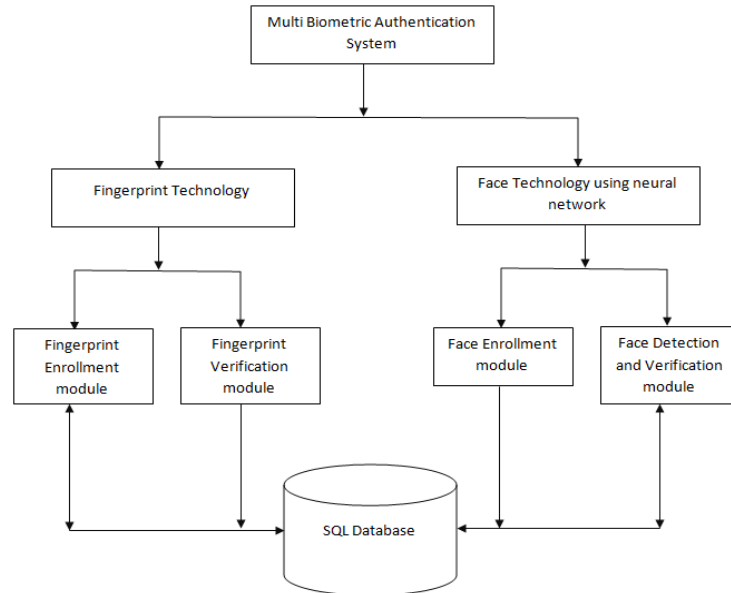 Multi Biometric Authentication
System
Fingerprint Technology
Face Technology using neural
network
Fingerprint
Enrollment
module
Fingerprint
Verification
module
Face Enrollment
module
Face Detection
and Verification
module
SQL Database